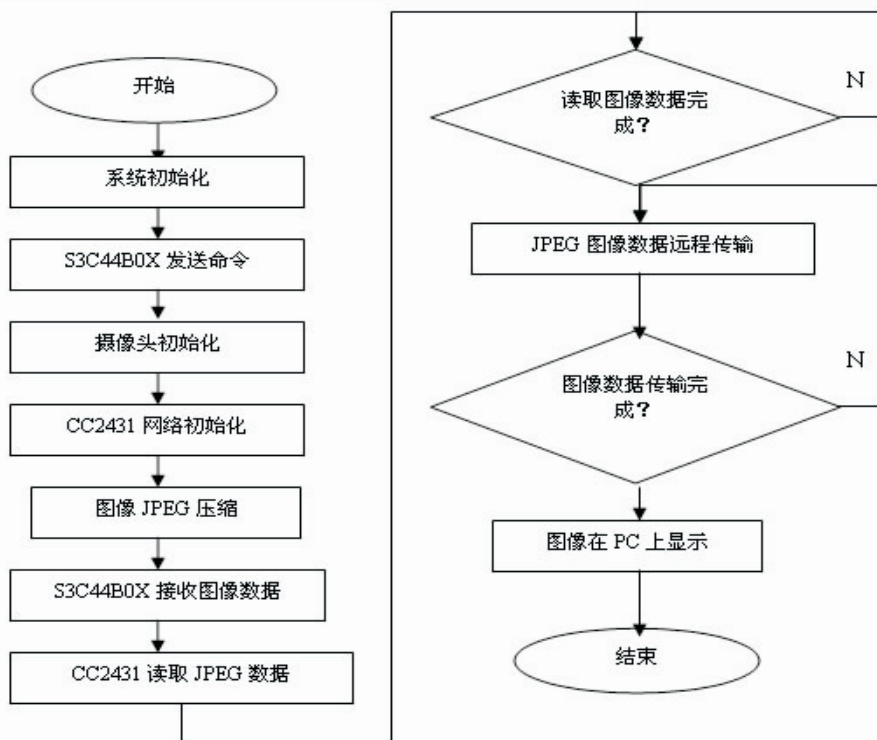 开始
系统初始化
S3C44B0X 发送命令
摄像头初始化
CC2431 网络初始化
图像 JPEG 压缩
S3C44B0X 接收图像数据
CC2431 读取 JPEG 数据
读取图像数据完
成?
N
JPEG 图像数据远程传输
图像数据传输完
成?
N
图像在 PC 上显示
结束